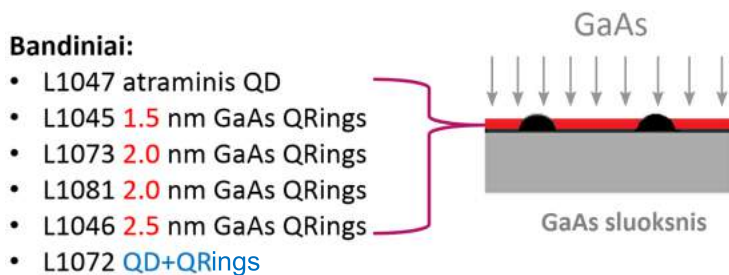 GaAs
Bandiniai:
• L1047 atraminis QD
• L1045 1.5 nm GaAs QRings
• L1073 2.0 nm GaAs QRings
• L1081 2.0 nm GaAs QRings
• L1046 2.5 nm GaAs QRings
• L1072 QD+QRings
GaAs sluoksnis